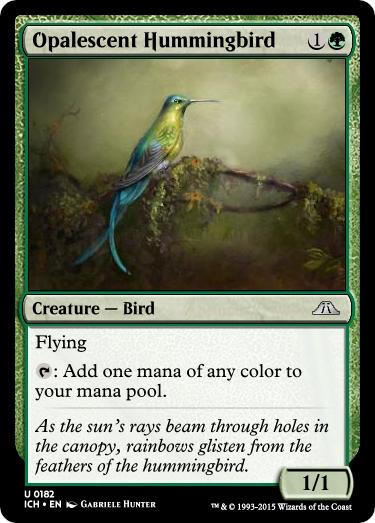 Opalescent Hummingbird 1
Creature — Bird
Flying
: Add one mana of any color to
your mana pool.
As the sun's rays beam through holes in
the canopy, rainbows glisten from the
feathers of the hummingbird.
1/1
U 0182
ICH • EN Gabriele Hunter
™ & © 1993-2015 Wizards of the Coast